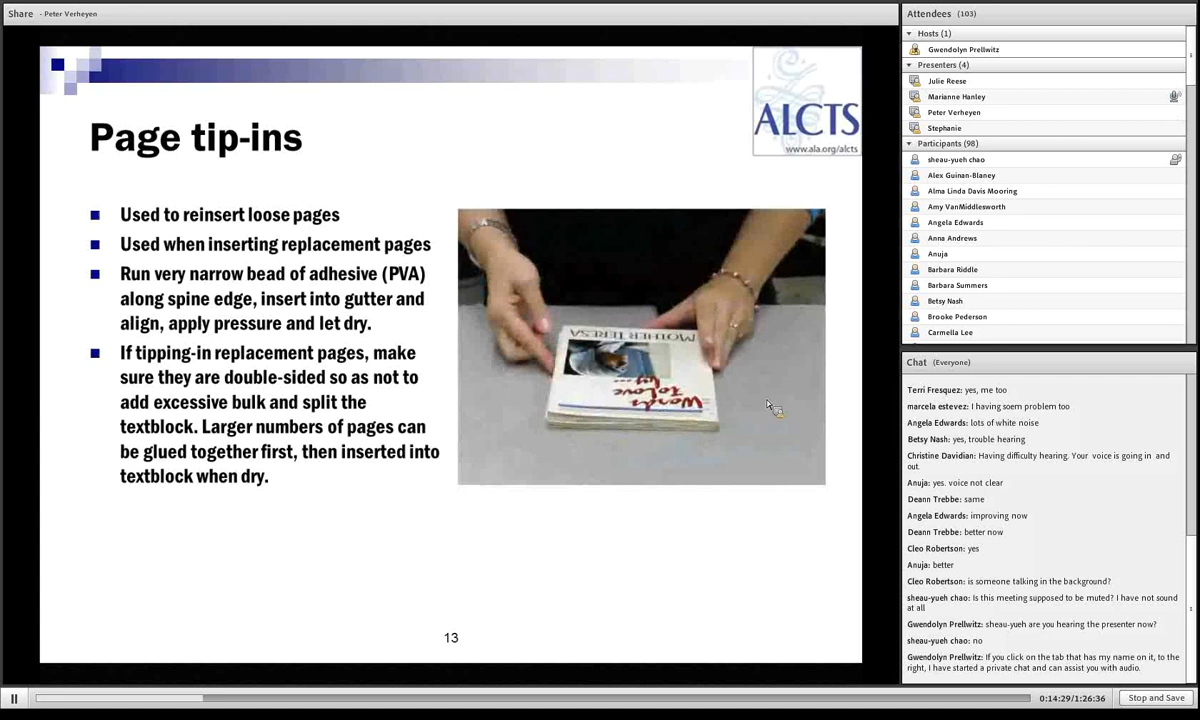 Share - Peter Verheyen
ALCTS
www.ala.org/alcts
Page tip-ins
Used to reinsert loose pages
Used when inserting replacement pages
Run very narrow bead of adhesive (PVA)
along spine edge, insert into gutter and
align, apply pressure and let dry.
If tipping-in replacement pages, make
sure they are double-sided so as not to
add excessive bulk and split the
textblock. Larger numbers of pages can
be glued together first, then inserted into
textblock when dry.
MOTHER TERESA
Words
to Love
by...
13
Attendees (103)
Hosts (1)
Gwendolyn Prellwitz
Presenters (4)
Julie Reese
Marianne Hanley
Peter Verheyen
Stephanie
Participants (98)
sheau-yueh chao
Alex Guinan-Blaney
Alma Linda Davis Mooring
Amy VanMiddlesworth
Angela Edwards
Anna Andrews
Anuja
Barbara Riddle
Barbara Summers
Betsy Nash
Brooke Pederson
Carmella Lee
Chat (Everyone)
Terri Fresquez: yes, me too
marcela estevez: I having soem problem too
Angela Edwards: lots of white noise
Betsy Nash: yes, trouble hearing
Christine Davidian: Having difficulty hearing. Your voice is going in and
out.
Anuja: yes. voice not clear
Deann Trebbe: same
Angela Edwards: improving now
Deann Trebbe: better now
Cleo Robertson: yes
Anuja: better
Cleo Robertson: is someone talking in the background?
sheau-yueh chao: Is this meeting supposed to be muted? I have not sound
at all
Gwendolyn Prellwitz: sheau-yueh are you hearing the presenter now?
sheau-yueh chao: no
Gwendolyn Prellwitz: If you click on the tab that has my name on it, to the
right, I have started a private chat and can assist you with audio.
0:14:29/1:26:36
Stop and Save